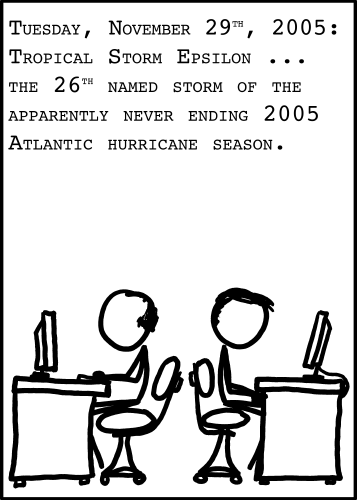 Tuesday, November 29th, 2005:
Tropical Storm Epsilon ...
the 26th named storm of the
apparently never ending 2005
Atlantic hurricane season.